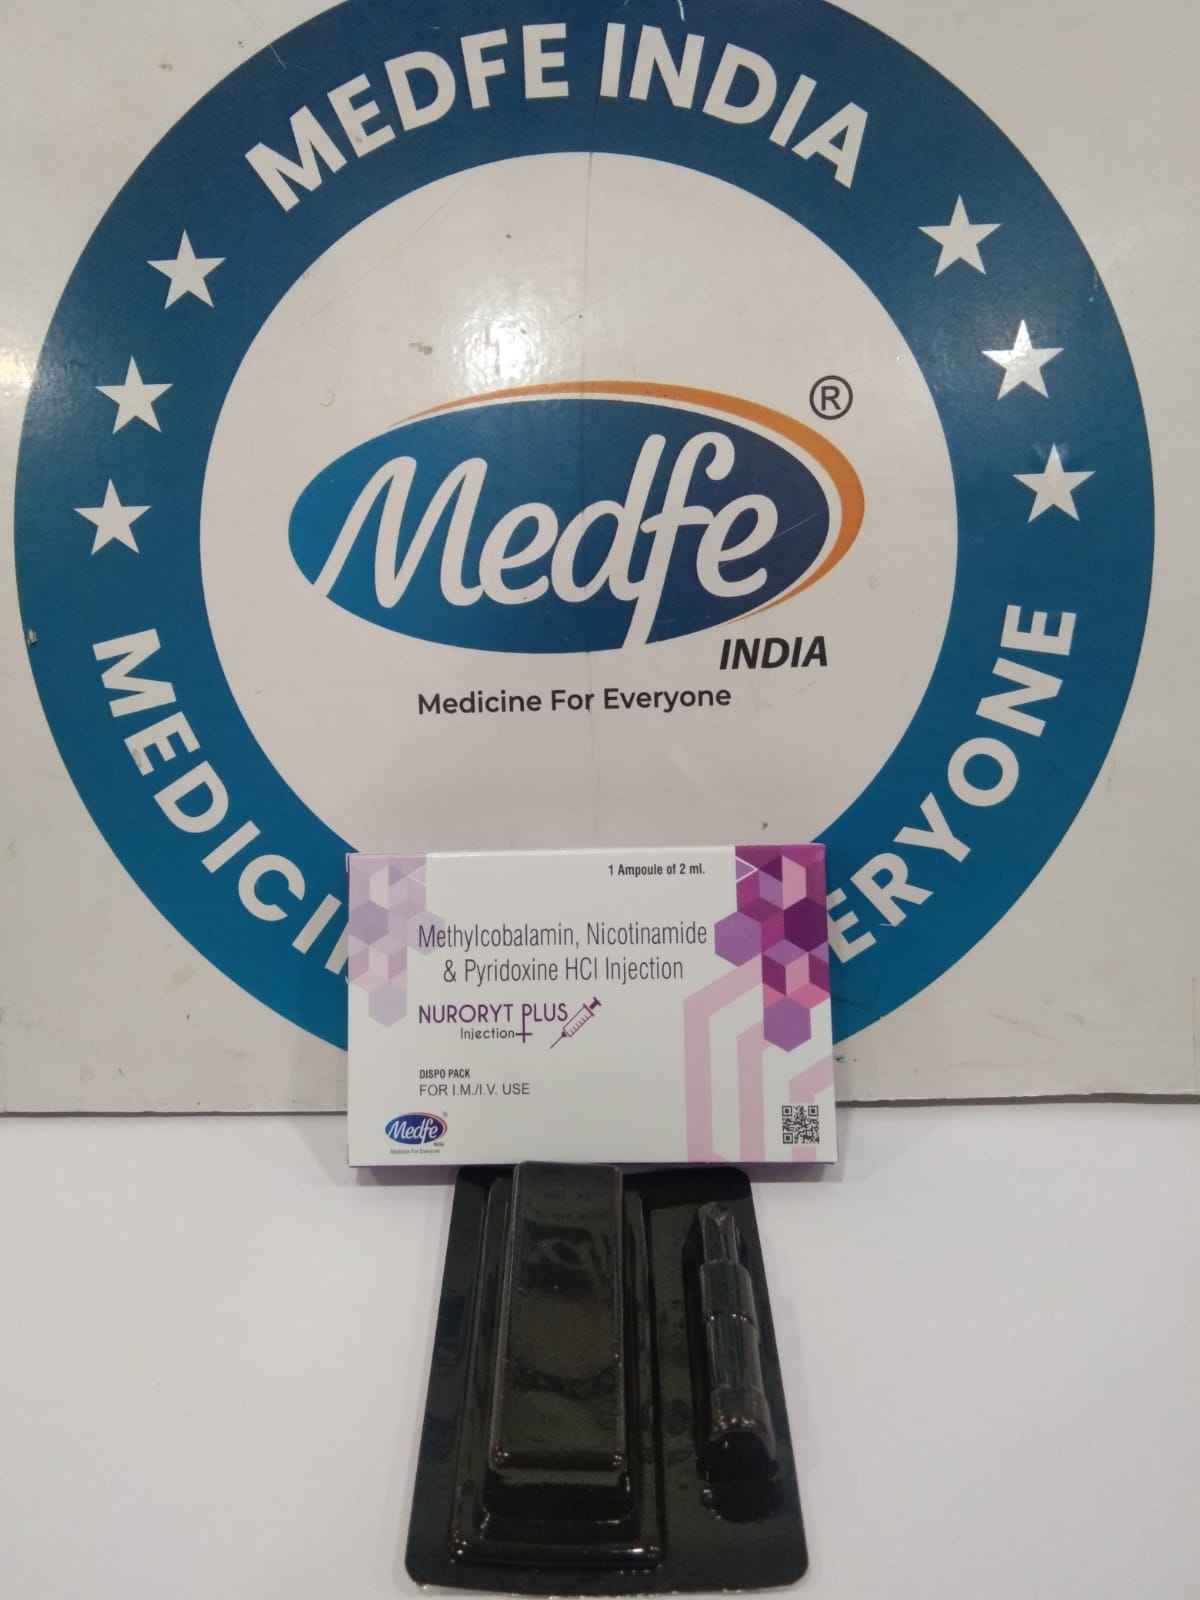 MEDFE INDIA
Medfe ®
INDIA
Medicine For Everyone
MEDICI
ERYONE
1 Ampoule of 2 ml.
Methylcobalamin, Nicotinamide
& Pyridoxine HCl Injection
NURORYT PLUS
Injection
DISPO PACK
FOR I.M./I.V. USE
Medfe ®
INDIA
Medicine For Everyone